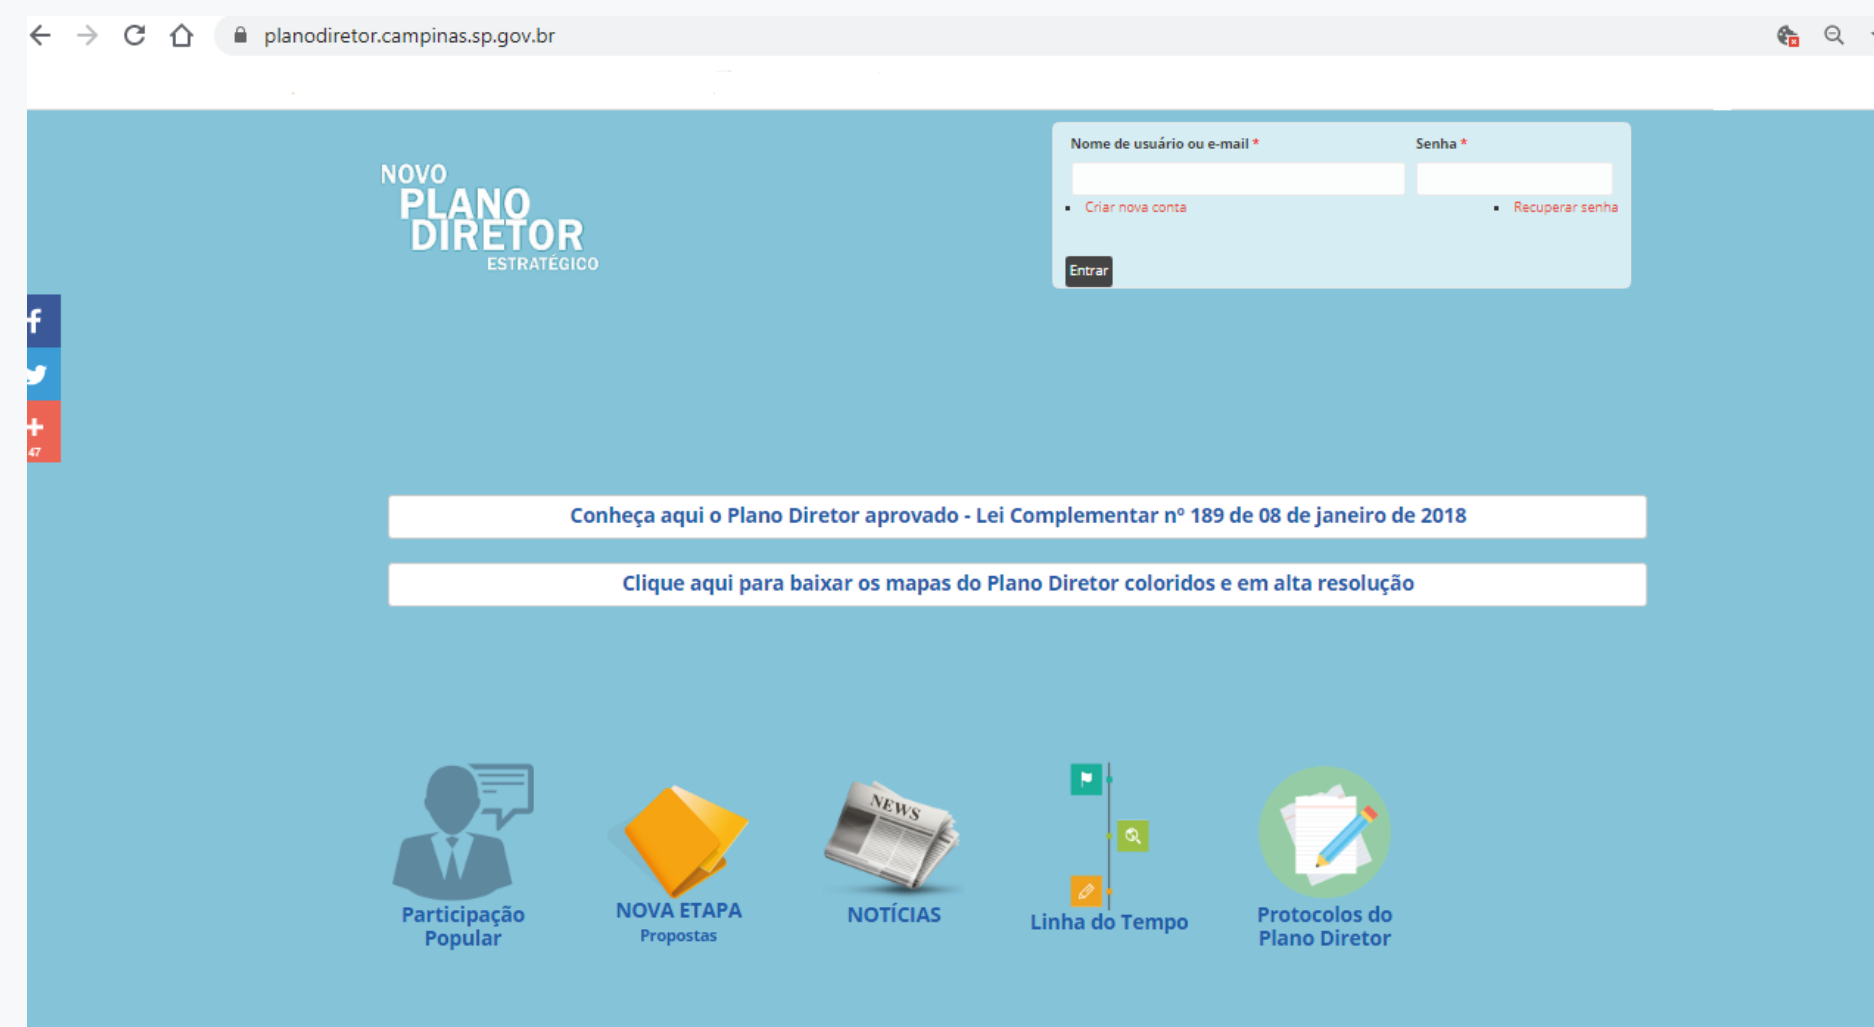 planodiretor.campinas.sp.gov.br
NOVO
PLANO
DIRETOR
ESTRATÉGICO
Nome de usuário ou e-mail *
Senha *
Criar nova conta
Recuperar senha
Entrar
47
Conheça aqui o Plano Diretor aprovado - Lei Complementar nº 189 de 08 de janeiro de 2018
Clique aqui para baixar os mapas do Plano Diretor coloridos e em alta resolução
NEWS
Participação
Popular
NOVA ETAPA
Propostas
NOTÍCIAS
Linha do Tempo
Protocolos do
Plano Diretor